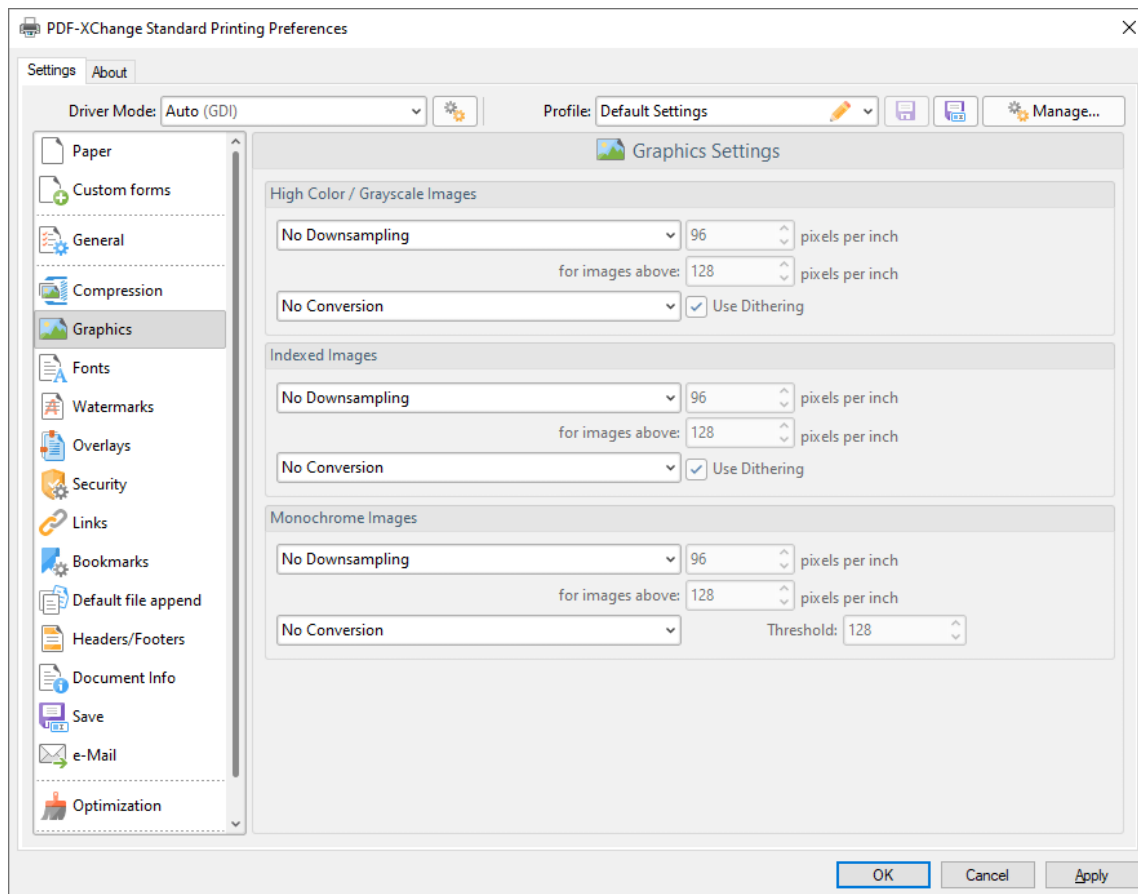 PDF-XChange Standard Printing Preferences
Settings About
Driver Mode: Auto (GDI) Profile: Default Settings Manage...
Paper
Custom forms
General
Compression
Graphics
Fonts
Watermarks
Overlays
Security
Links
Bookmarks
Default file append
Headers/Footers
Document Info
Save
e-Mail
Optimization
Graphics Settings
High Color / Grayscale Images
No Downsampling 96 pixels per inch
for images above: 128 pixels per inch
No Conversion Use Dithering
Indexed Images
No Downsampling 96 pixels per inch
for images above: 128 pixels per inch
No Conversion Use Dithering
Monochrome Images
No Downsampling 96 pixels per inch
for images above: 128 pixels per inch
No Conversion Threshold: 128
OK Cancel Apply